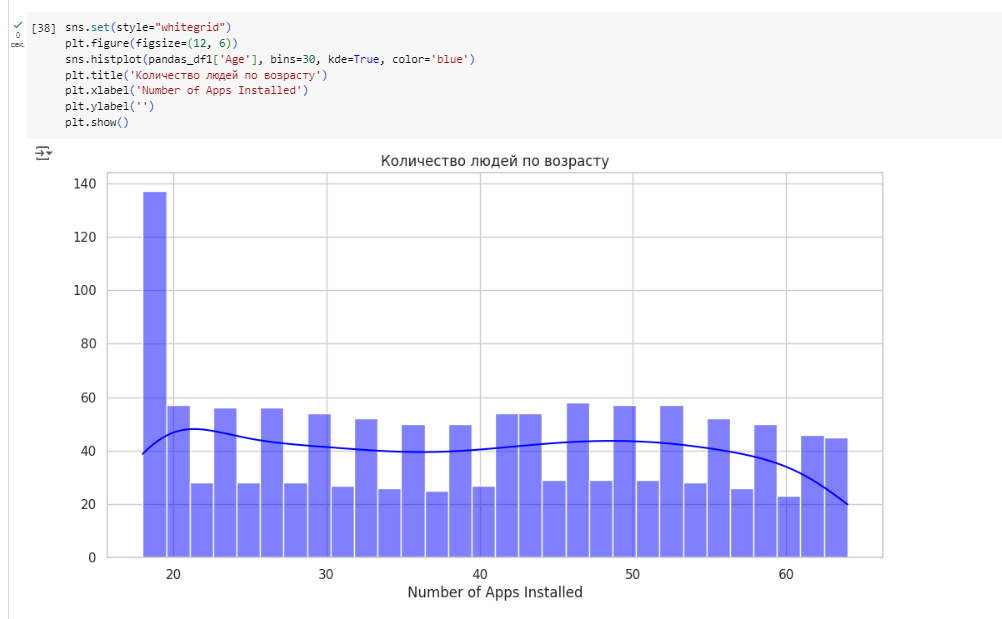 [38] sns.set(style="whitegrid")
0
сек.
plt.figure(figsize=(12, 6))
sns.histplot(pandas_df1['Age'], bins=30, kde=True, color='blue')
plt.title('Количество людей по возрасту')
plt.xlabel('Number of Apps Installed')
plt.ylabel('')
plt.show()
Количество людей по возрасту
140
120
100
80
60
40
20
0
20 30 40 50 60
Number of Apps Installed